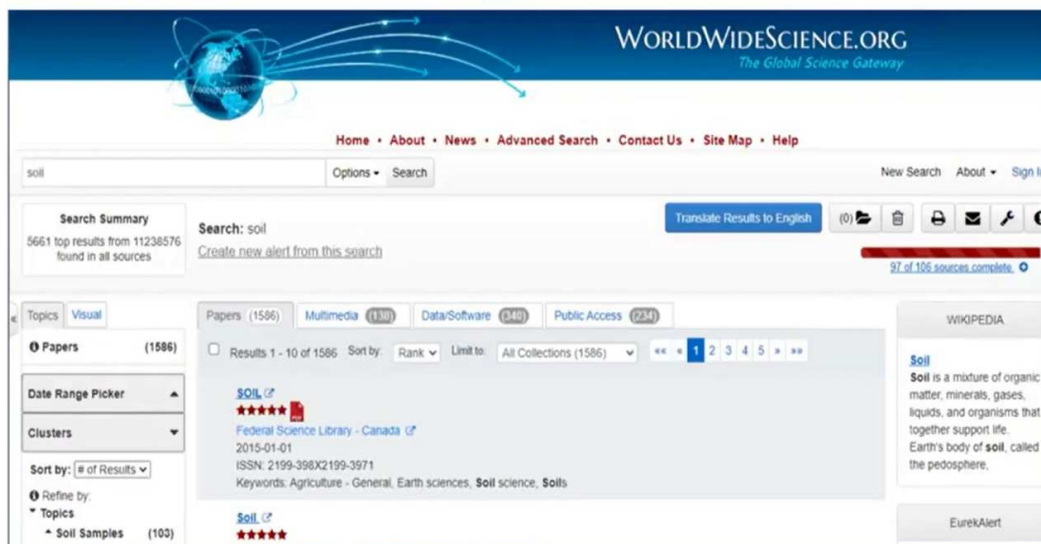 WORLDWIDESCIENCE.ORG
The Global Science Gateway
Home • About • News • Advanced Search • Contact Us • Site Map • Help
soil Options Search New Search About Sign
Search Summary
5661 top results from 11238576
found in all sources
Search: soil
Create new alert from this search
Translate Results to English (0)
97 of 106 sources complete
Topics Visual
Papers (1586)
Date Range Picker
Clusters
Sort by: # of Results
Refine by:
Topics
Soil Samples (103)
Papers (1586) Multimedia (130) Data/Software (340) Public Access (234)
Results 1 - 10 of 1586 Sort by: Rank Limit to: All Collections (1586) «« « 1 2 3 4 5 » »»
SOIL
PDF
Federal Science Library - Canada
2015-01-01
ISSN: 2199-398X2199-3971
Keywords: Agriculture - General, Earth sciences, Soil science, Soils
Soil
WIKIPEDIA
Soil
Soil is a mixture of organic
matter, minerals, gases,
liquids, and organisms that
together support life.
Earth's body of soil, called
the pedosphere,
EurekAlert